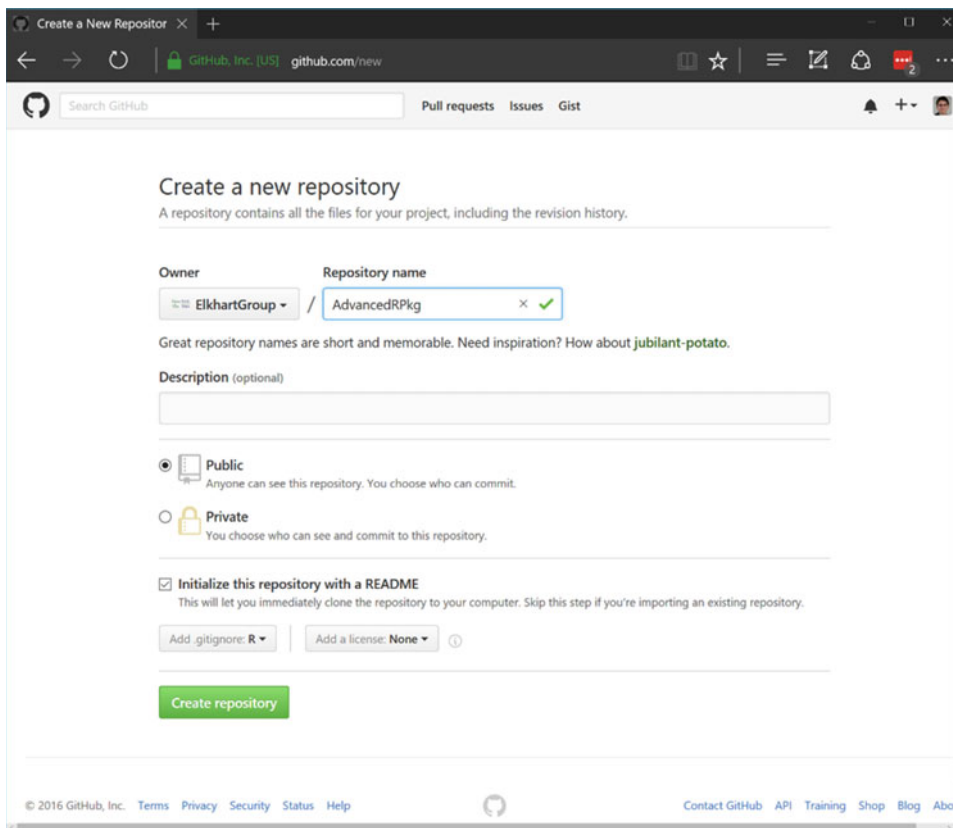 Create a New Repositor
GitHub, Inc. [US] github.com/new
2
Search GitHub Pull requests Issues Gist
Create a new repository
A repository contains all the files for your project, including the revision history.
Owner Repository name
ElkhartGroup / AdvancedRPkg
Great repository names are short and memorable. Need inspiration? How about jubilant-potato.
Description (optional)
Public
Anyone can see this repository. You choose who can commit.
Private
You choose who can see and commit to this repository.
Initialize this repository with a README
This will let you immediately clone the repository to your computer. Skip this step if you're importing an existing repository.
Add .gitignore: R Add a license: None
Create repository
© 2016 GitHub, Inc. Terms Privacy Security Status Help Contact GitHub API Training Shop Blog Abo